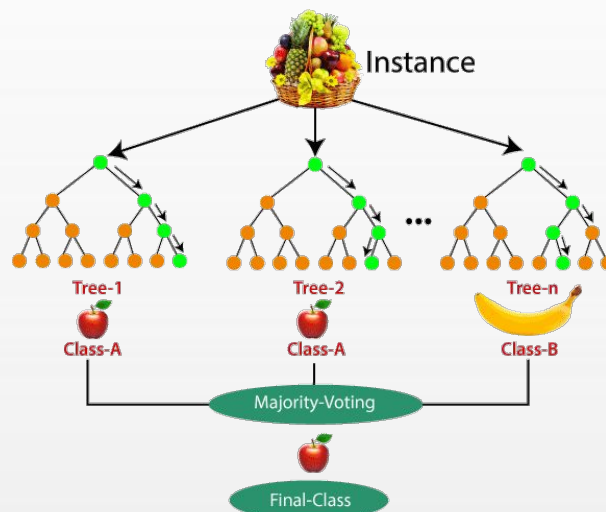 Instance
...
Tree-1
Tree-2
Tree-n
Class-A
Class-A
Class-B
Majority-Voting
Final-Class